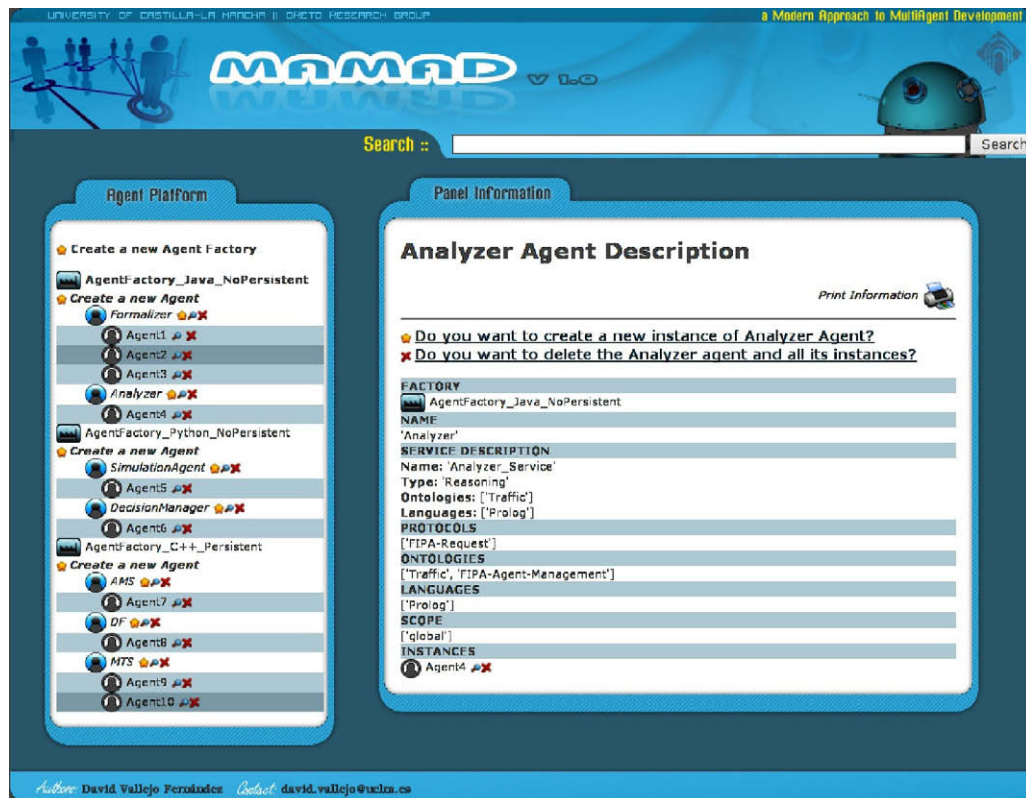 UNIVERSITY OF CASTILLA-LA MANCHA || ORETO RESEARCH GROUP
a Modern Approach to MultiAgent Development
MAMAD v 1.0
Search ::
Search
Agent Platform
Create a new Agent Factory
AgentFactory_Java_NoPersistent
Create a new Agent
Formalizer
Agent1
Agent2
Agent3
Analyzer
Agent4
AgentFactory_Python_NoPersistent
Create a new Agent
SimulationAgent
Agent5
DecisionManager
Agent6
AgentFactory_C++_Persistent
Create a new Agent
AMS
Agent7
DF
Agent8
MTS
Agent9
Agent10
Panel Information
Analyzer Agent Description
Print Information
Do you want to create a new instance of Analyzer Agent?
Do you want to delete the Analyzer agent and all its instances?
FACTORY
AgentFactory_Java_NoPersistent
NAME
'Analyzer'
SERVICE DESCRIPTION
Name: 'Analyzer_Service'
Type: 'Reasoning'
Ontologies: ['Traffic']
Languages: ['Prolog']
PROTOCOLS
['FIPA-Request']
ONTOLOGIES
['Traffic', 'FIPA-Agent-Management']
LANGUAGES
['Prolog']
SCOPE
['global']
INSTANCES
Agent4
Author: David Vallejo Fernández Contact: david.vallejo@uclm.es